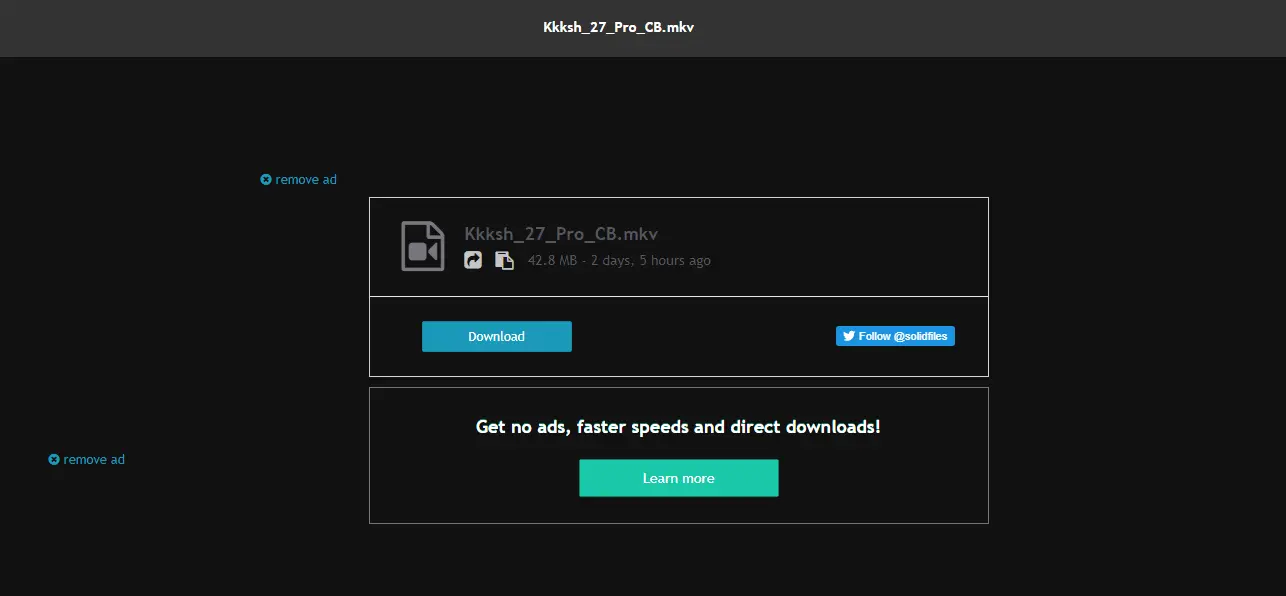 Kkksh_27_Pro_CB.mkv
remove ad
Kkksh_27_Pro_CB.mkv
42.8 MB - 2 days, 5 hours ago
Download
Follow @solidfiles
Get no ads, faster speeds and direct downloads!
remove ad
Learn more